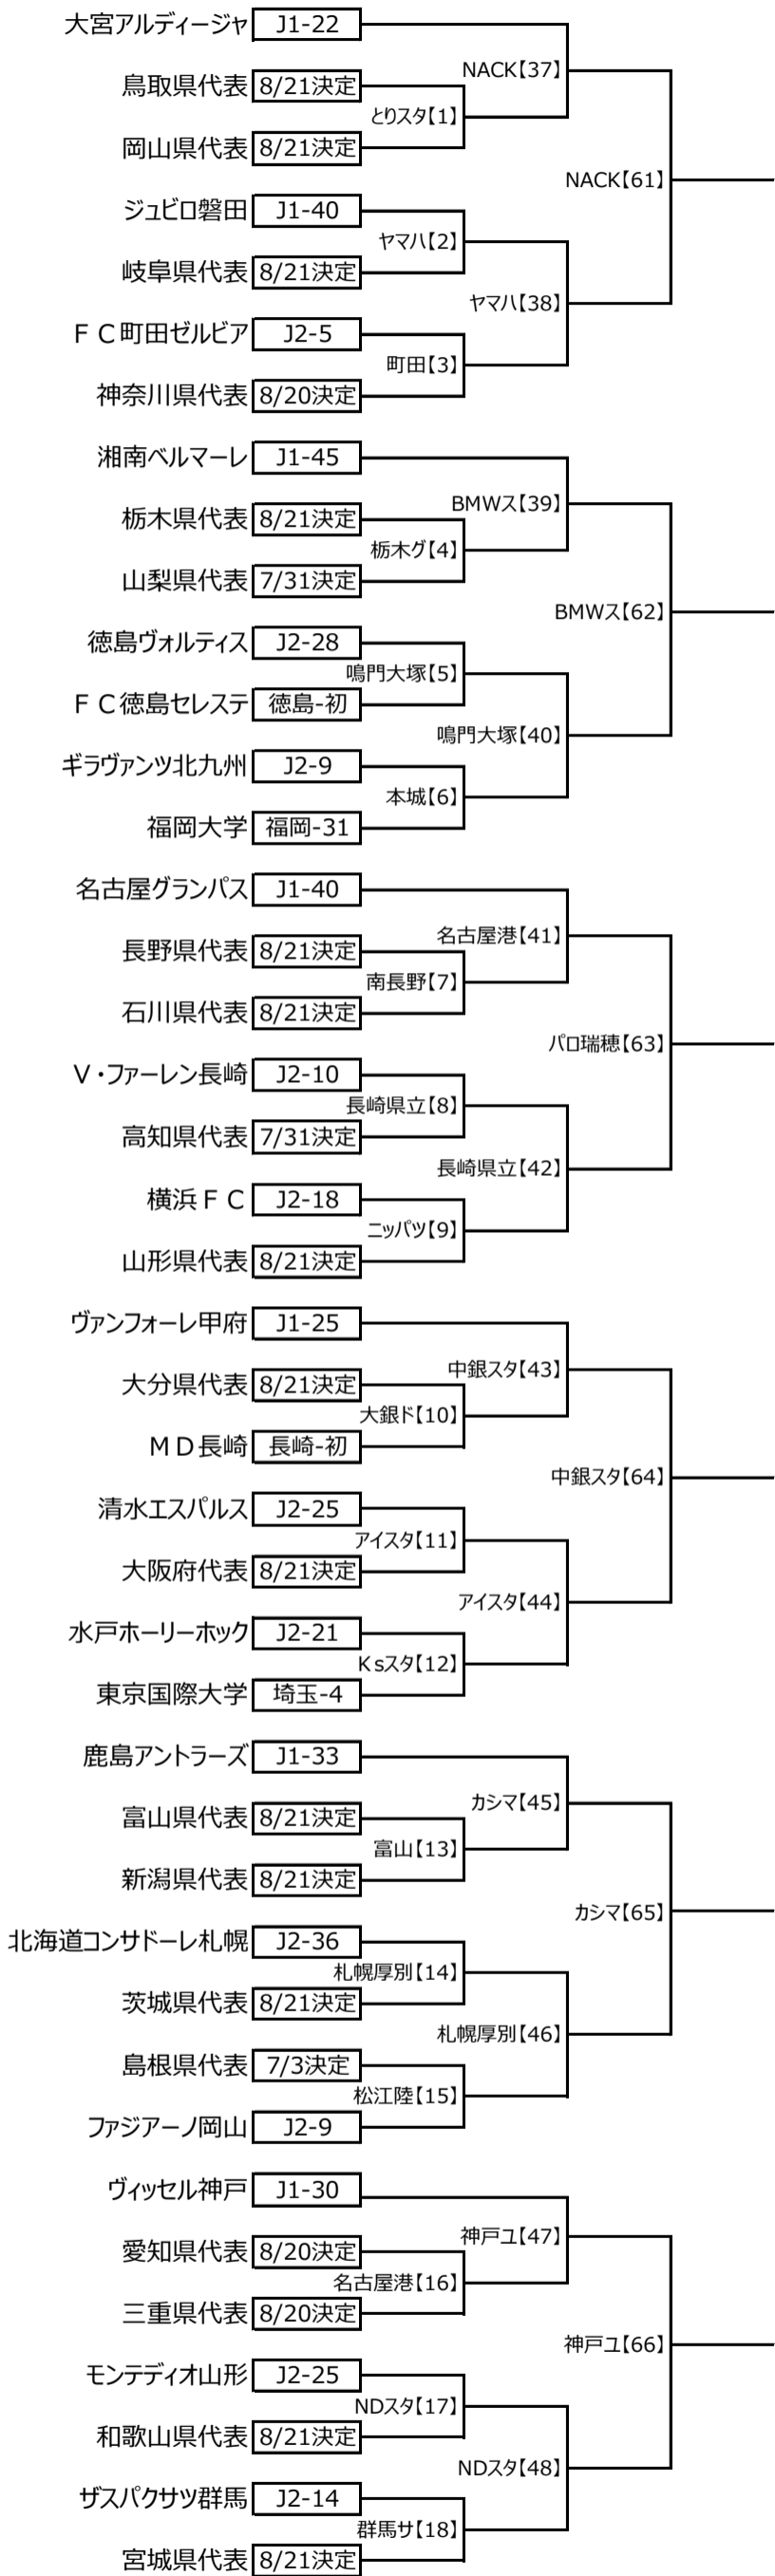 大宮アルディージャ J1-22
NACK【37】
鳥取県代表 8/21決定
とりスタ【1】
岡山県代表 8/21決定
NACK【61】
ジュビロ磐田 J1-40
ヤマハ【2】
岐阜県代表 8/21決定
ヤマハ【38】
ＦＣ町田ゼルビア J2-5
町田【3】
神奈川県代表 8/20決定
湘南ベルマーレ J1-45
BMWス【39】
栃木県代表 8/21決定
栃木グ【4】
山梨県代表 7/31決定
BMWス【62】
徳島ヴォルティス J2-28
鳴門大塚【5】
ＦＣ徳島セレステ 徳島-初
鳴門大塚【40】
ギラヴァンツ北九州 J2-9
本城【6】
福岡大学 福岡-31
名古屋グランパス J1-40
名古屋港【41】
長野県代表 8/21決定
南長野【7】
石川県代表 8/21決定
パロ瑞穂【63】
Ｖ・ファーレン長崎 J2-10
長崎県立【8】
高知県代表 7/31決定
長崎県立【42】
横浜ＦＣ J2-18
ニッパツ【9】
山形県代表 8/21決定
ヴァンフォーレ甲府 J1-25
中銀スタ【43】
大分県代表 8/21決定
大銀ド【10】
ＭＤ長崎 長崎-初
中銀スタ【64】
清水エスパルス J2-25
アイスタ【11】
大阪府代表 8/21決定
アイスタ【44】
水戸ホーリーホック J2-21
Ksスタ【12】
東京国際大学 埼玉-4
鹿島アントラーズ J1-33
カシマ【45】
富山県代表 8/21決定
富山【13】
新潟県代表 8/21決定
カシマ【65】
北海道コンサドーレ札幌 J2-36
札幌厚別【14】
茨城県代表 8/21決定
札幌厚別【46】
島根県代表 7/3決定
松江陸【15】
ファジアーノ岡山 J2-9
ヴィッセル神戸 J1-30
神戸ユ【47】
愛知県代表 8/20決定
名古屋港【16】
三重県代表 8/20決定
神戸ユ【66】
モンテディオ山形 J2-25
NDスタ【17】
和歌山県代表 8/21決定
NDスタ【48】
ザスパクサツ群馬 J2-14
群馬サ【18】
宮城県代表 8/21決定